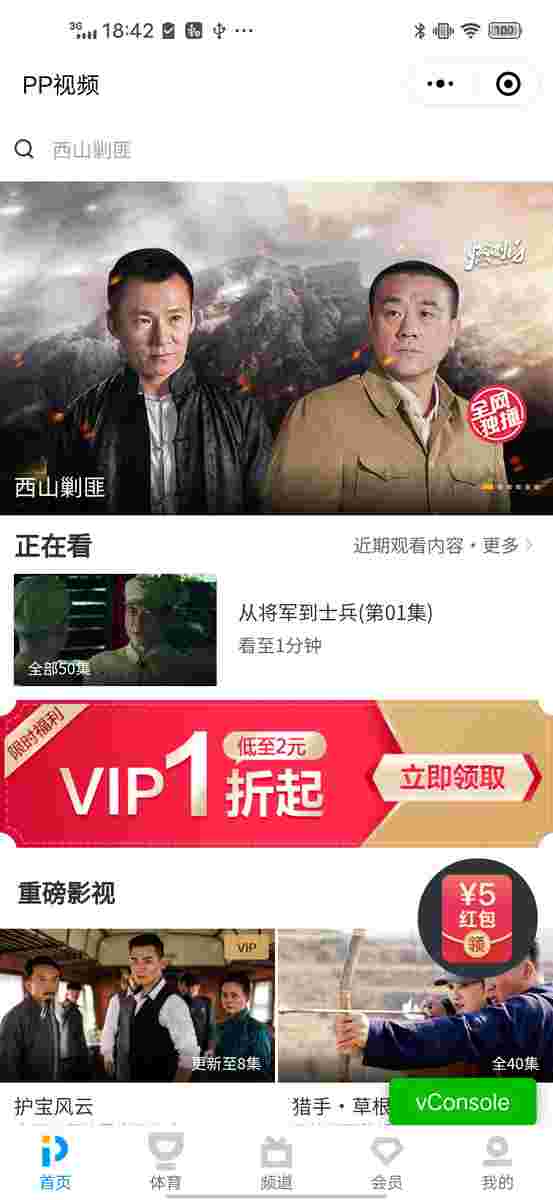 3G 18:42 100
PP视频
西山剿匪
全网
独播
西山剿匪
正在看
近期观看内容・更多
全部50集
从将军到士兵(第01集)
看至1分钟
限时福利
VIP1折起
低至2元
立即领取
重磅影视
¥5
红包
领
VIP
更新至8集
全40集
护宝风云
猎手・草根
vConsole
首页
体育
频道
会员
我的